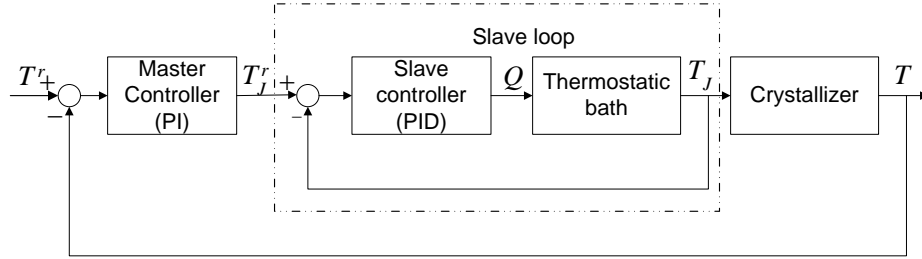 Slave loop
T^r
+
−
Master
Controller
(PI)
T_J^r
+
−
Slave
controller
(PID)
Q
Thermostatic
bath
T_J
Crystallizer
T